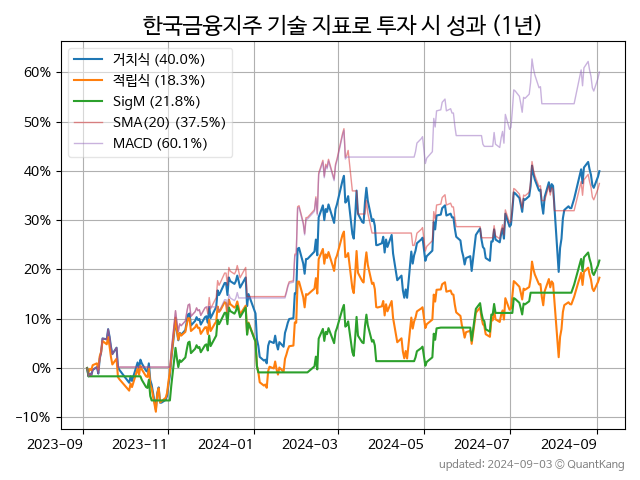 한국금융지주 기술 지표로 투자 시 성과 (1년)
거치식 (40.0%)
적립식 (18.3%)
SigM (21.8%)
SMA(20) (37.5%)
MACD (60.1%)
60%
50%
40%
30%
20%
10%
0%
−10%
2023-09 2023-11 2024-01 2024-03 2024-05 2024-07 2024-09
updated: 2024-09-03 © QuantKang